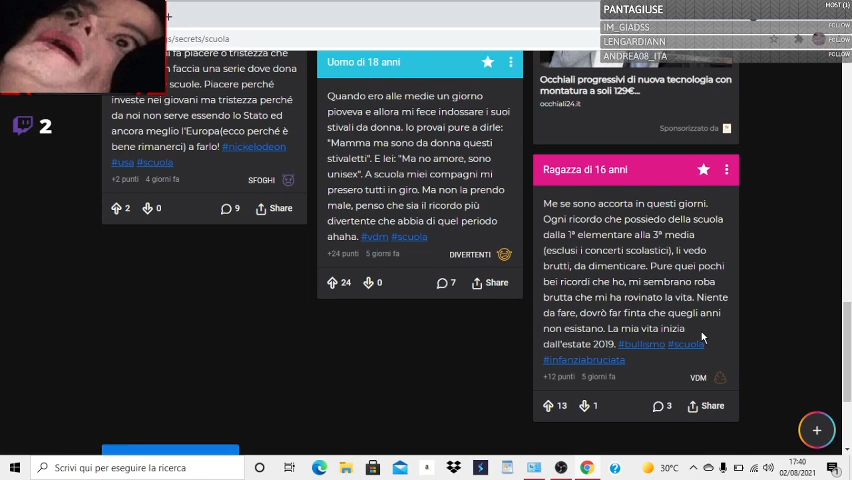 PANTAGIUSE
HOST (1)
IM_GIADSS
FOLLOW
LENGARDIANN
FOLLOW
ANDREA08_ITA
FOLLOW
s/secrets/scuola
2
fa piacere o tristezza che
n faccia una serie dove dona
scuole. Piacere perché
investe nei giovani ma tristezza perché
da noi non serve essendo lo Stato ed
ancora meglio l'Europa(ecco perché è
bene rimanerci) a farlo! #nickelodeon
#usa #scuola
+2 punti 4 giorni fa SFOGHI
2 0 9 Share
Uomo di 18 anni
Quando ero alle medie un giorno
pioveva e allora mi fece indossare i suoi
stivali da donna. Io provai pure a dirle:
"Mamma ma sono da donna questi
stivaletti". E lei: "Ma no amore, sono
unisex". A scuola miei compagni mi
presero tutti in giro. Ma non la prendo
male, penso che sia il ricordo più
divertente che abbia di quel periodo
ahaha. #vdm #scuola
+24 punti 5 giorni fa DIVERTENTI
24 0 7 Share
Occhiali progressivi di nuova tecnologia con
montatura a soli 129€...
occhiali24.it
Sponsorizzato da
Ragazza di 16 anni
Me se sono accorta in questi giorni.
Ogni ricordo che possiedo della scuola
dalla 1ª elementare alla 3ª media
(esclusi i concerti scolastici), li vedo
brutti, da dimenticare. Pure quei pochi
bei ricordi che ho, mi sembrano roba
brutta che mi ha rovinato la vita. Niente
da fare, dovrò far finta che quegli anni
non esistano. La mia vita inizia
dall'estate 2019. #bullismo #scuola
#infanziabruciata
+12 punti 5 giorni fa VDM
13 1 3 Share
+
Scrivi qui per eseguire la ricerca
30°C
17:40
02/08/2021